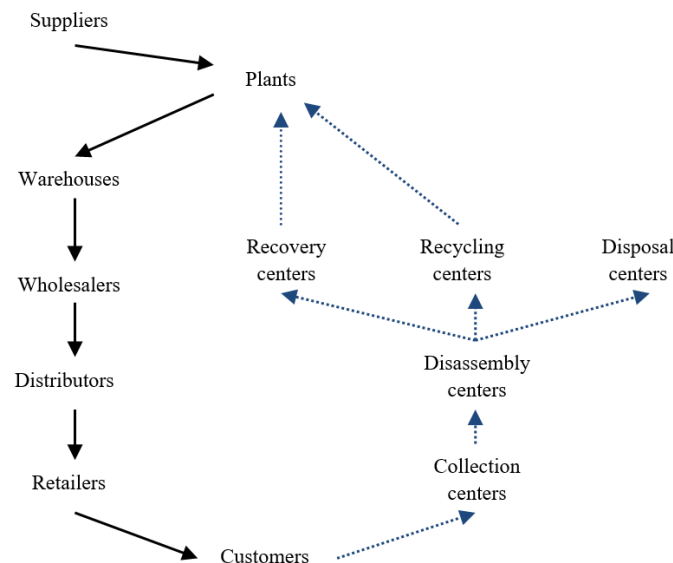 Suppliers
Plants
Warehouses
Recovery
centers
Recycling
centers
Disposal
centers
Wholesalers
Distributors
Disassembly
centers
Retailers
Collection
centers
Customers